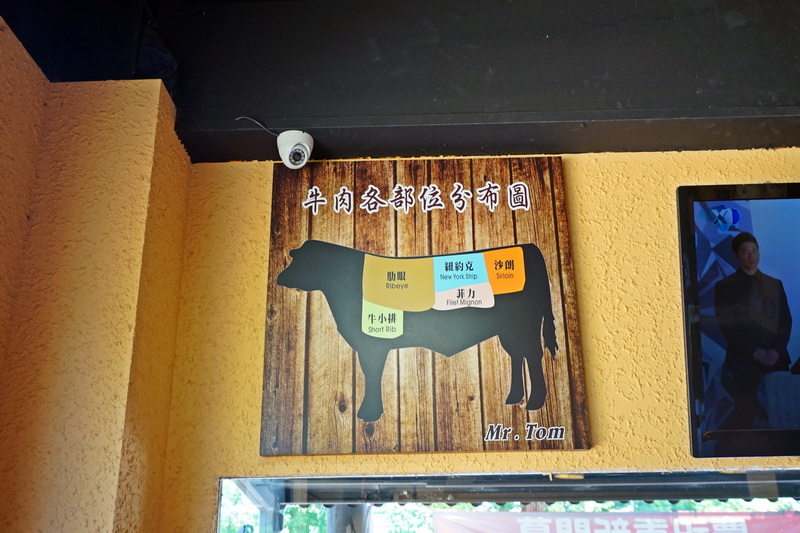 牛肉各部位分布圖
肋眼
Ribeye
紐約克
New York Strip
沙朗
Sirloin
菲力
Filet Mignon
牛小排
Short Rib
Mr. Tom